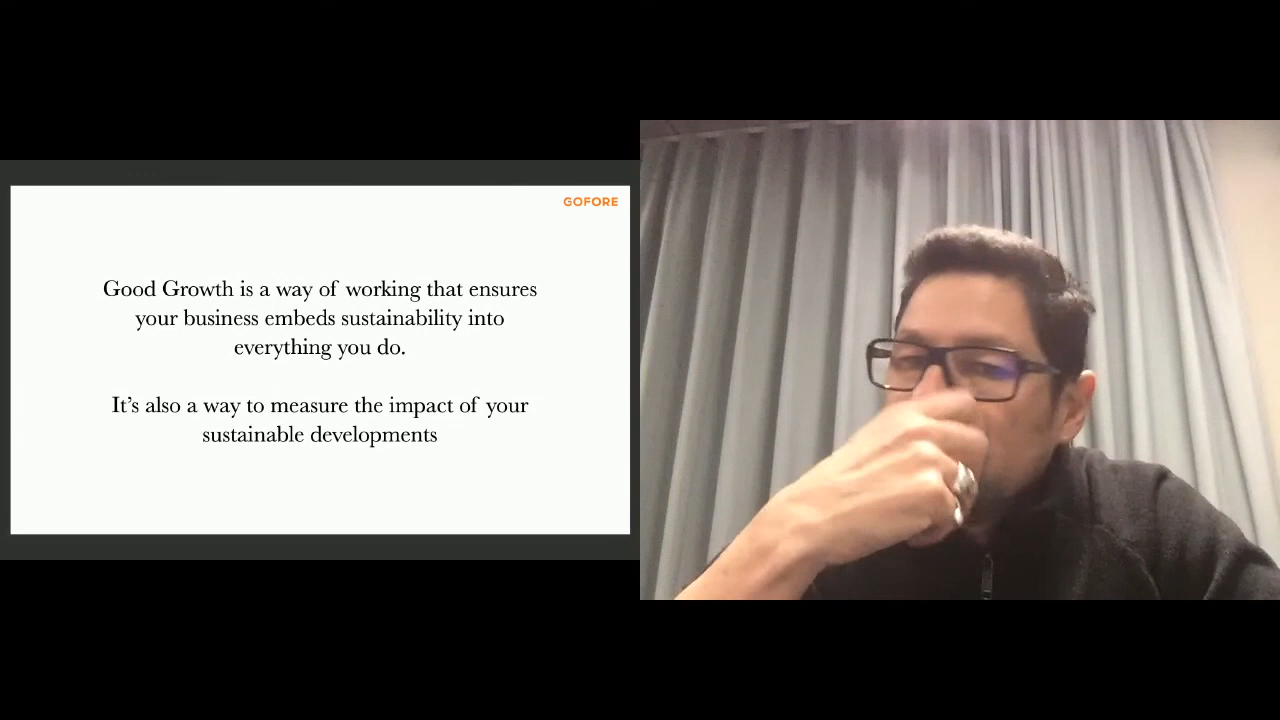 GOFORE
Good Growth is a way of working that ensures
your business embeds sustainability into
everything you do.
It’s also a way to measure the impact of your
sustainable developments